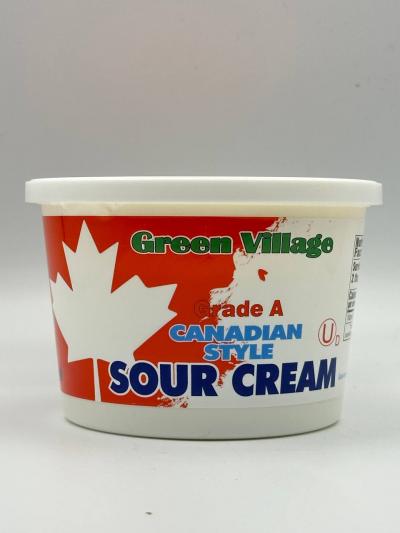 Green Village
Grade A
CANADIAN
STYLE
SOUR CREAM
U D